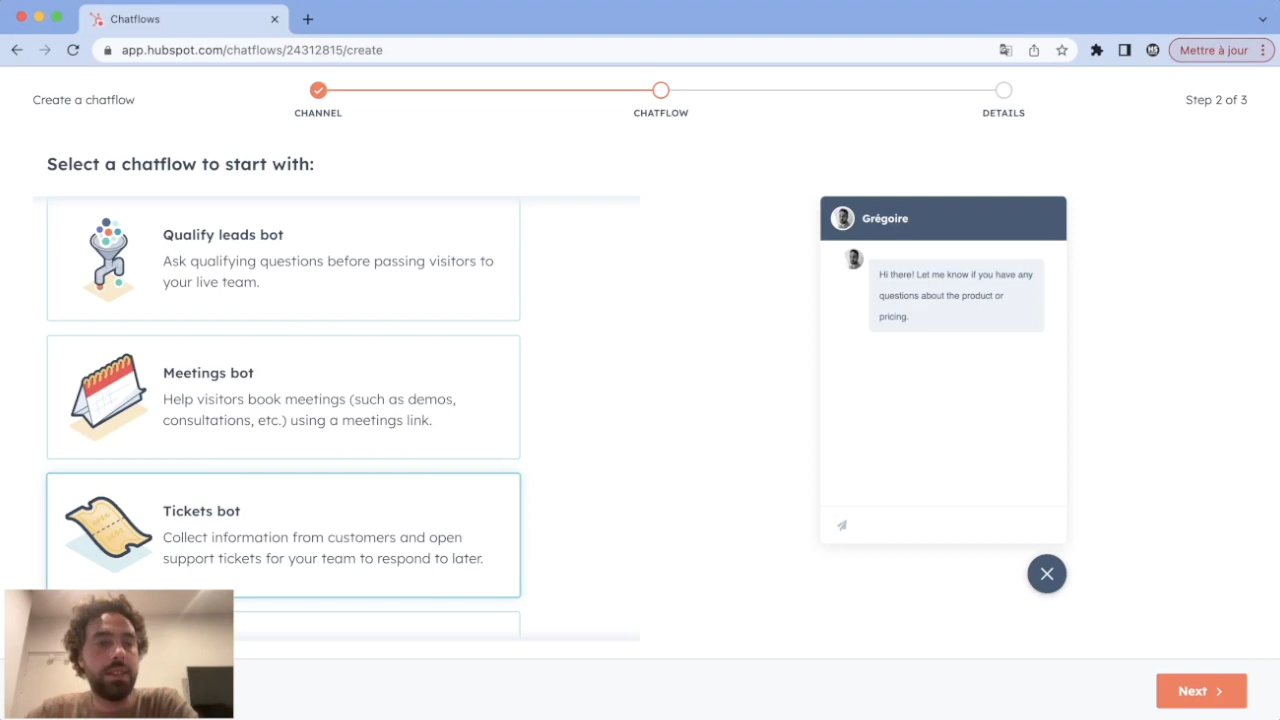 Chatflows
app.hubspot.com/chatflows/24312815/create
Mettre à jour
Create a chatflow
CHANNEL
CHATFLOW
DETAILS
Step 2 of 3
Select a chatflow to start with:
Qualify leads bot
Ask qualifying questions before passing visitors to
your live team.
Meetings bot
Help visitors book meetings (such as demos,
consultations, etc.) using a meetings link.
Tickets bot
Collect information from customers and open
support tickets for your team to respond to later.
Grégoire
Hi there! Let me know if you have any
questions about the product or
pricing.
Next